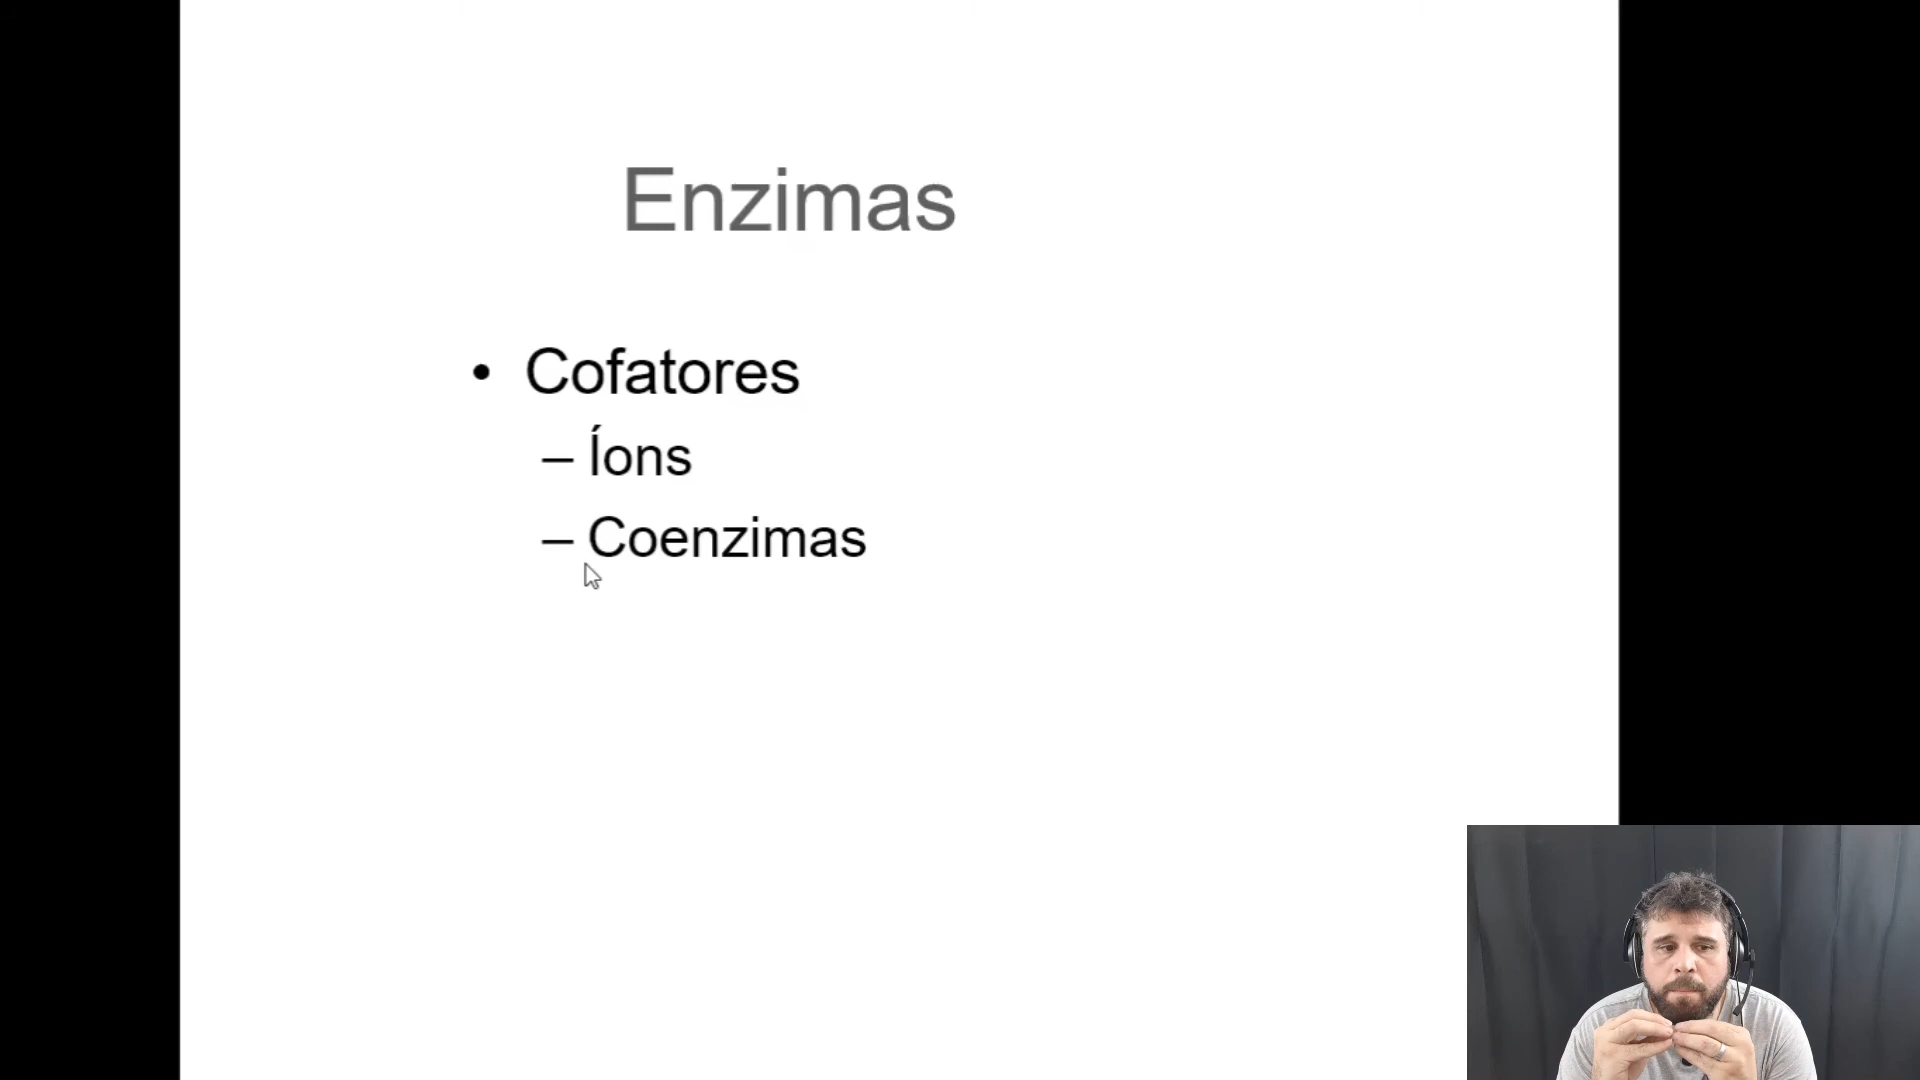 Enzimas
• Cofatores
– Íons
– Coenzimas